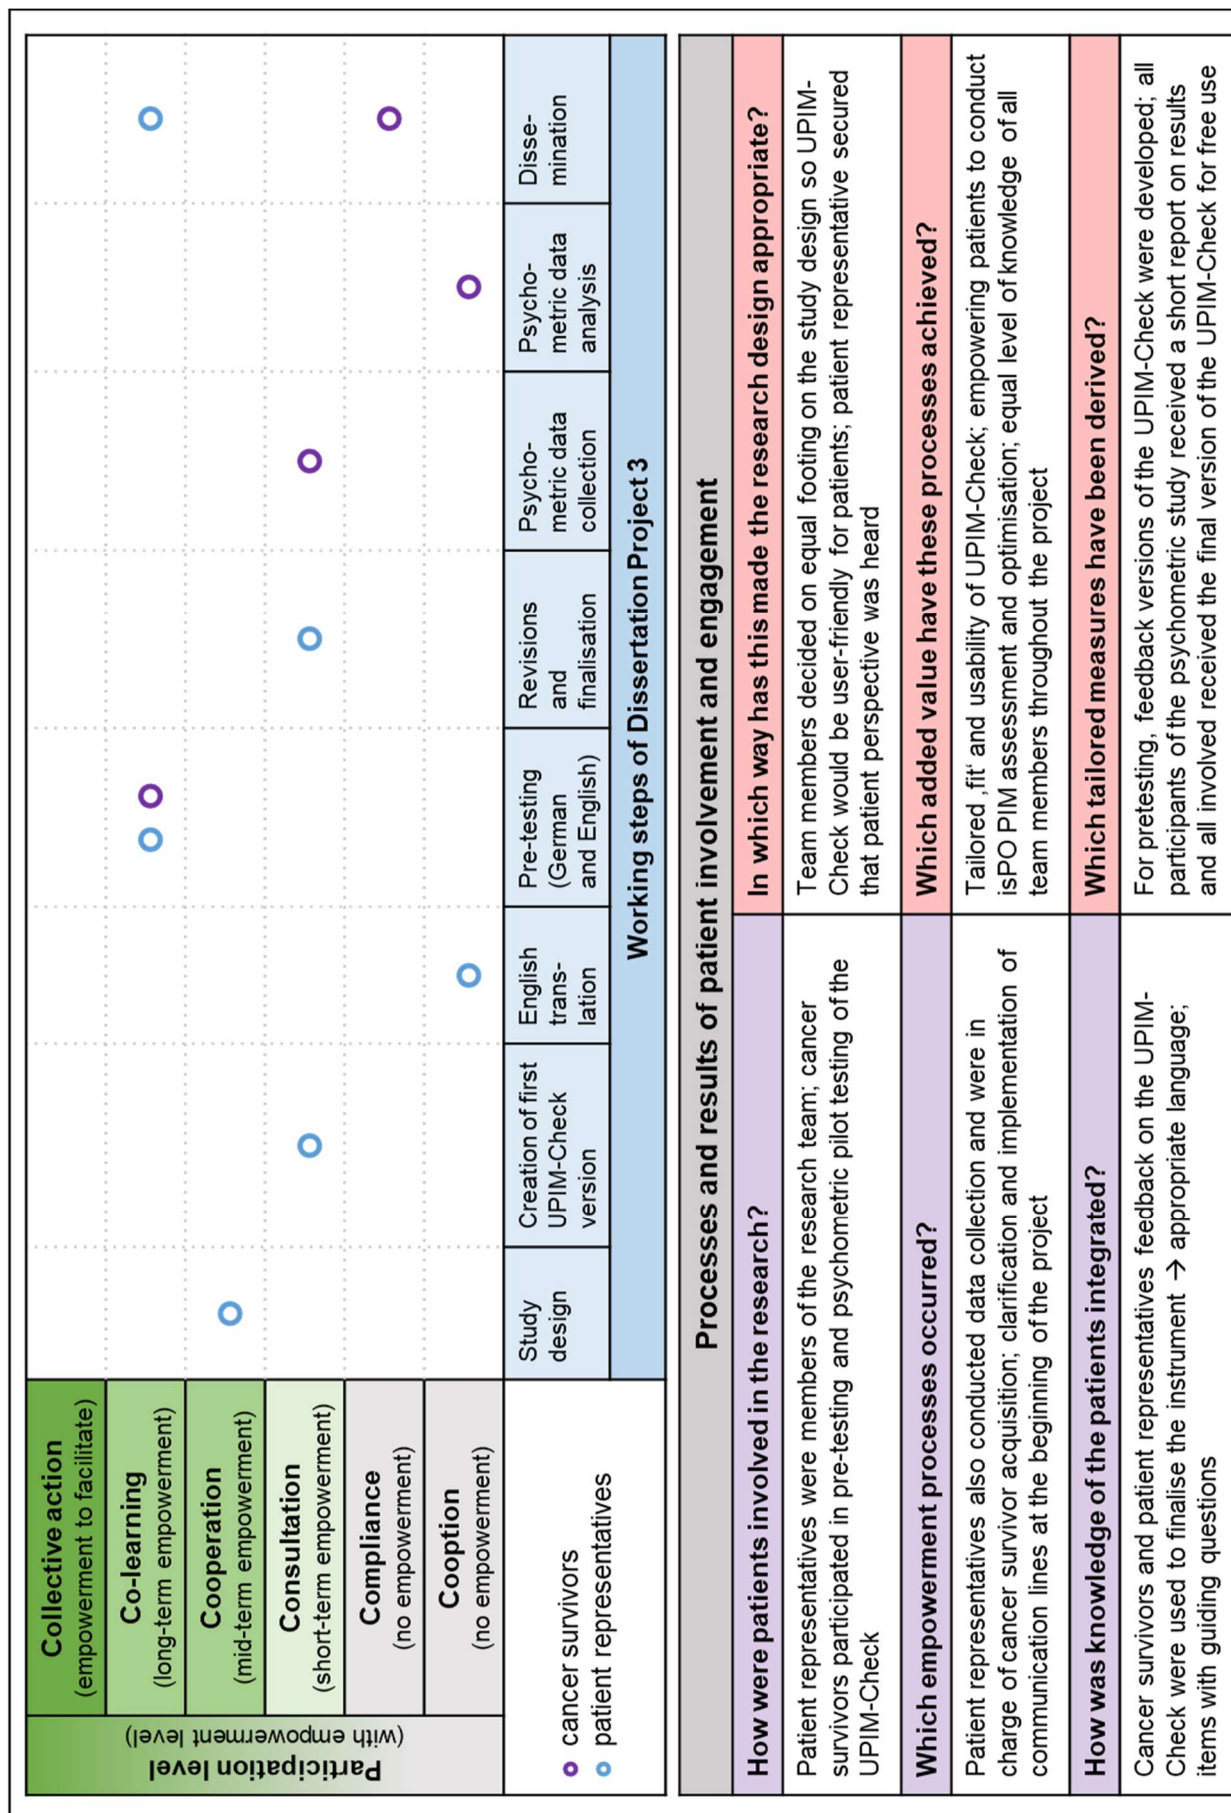 Participation level
(with empowerment level)
Collective action
(empowerment to facilitate)
Co-learning
(long-term empowerment)
Cooperation
(mid-term empowerment)
Consultation
(short-term empowerment)
Compliance
(no empowerment)
Cooption
(no empowerment)
cancer survivors
patient representatives
Study
design
Creation of first
UPIM-Check
version
English
trans-
lation
Pre-testing
(German
and English)
Revisions
and
finalisation
Psycho-
metric data
collection
Psycho-
metric data
analysis
Disse-
mination
Working steps of Dissertation Project 3
Processes and results of patient involvement and engagement
How were patients involved in the research?
Patient representatives were members of the research team; cancer
survivors participated in pre-testing and psychometric pilot testing of the
UPIM-Check
In which way has this made the research design appropriate?
Team members decided on equal footing on the study design so UPIM-
Check would be user-friendly for patients; patient representative secured
that patient perspective was heard
Which empowerment processes occurred?
Patient representatives also conducted data collection and were in
charge of cancer survivor acquisition; clarification and implementation of
communication lines at the beginning of the project
Which added value have these processes achieved?
Tailored ‚fit‘ and usability of UPIM-Check; empowering patients to conduct
isPO PIM assessment and optimisation; equal level of knowledge of all
team members throughout the project
How was knowledge of the patients integrated?
Cancer survivors and patient representatives feedback on the UPIM-
Check were used to finalise the instrument → appropriate language;
items with guiding questions
Which tailored measures have been derived?
For pretesting, feedback versions of the UPIM-Check were developed; all
participants of the psychometric study received a short report on results
and all involved received the final version of the UPIM-Check for free use